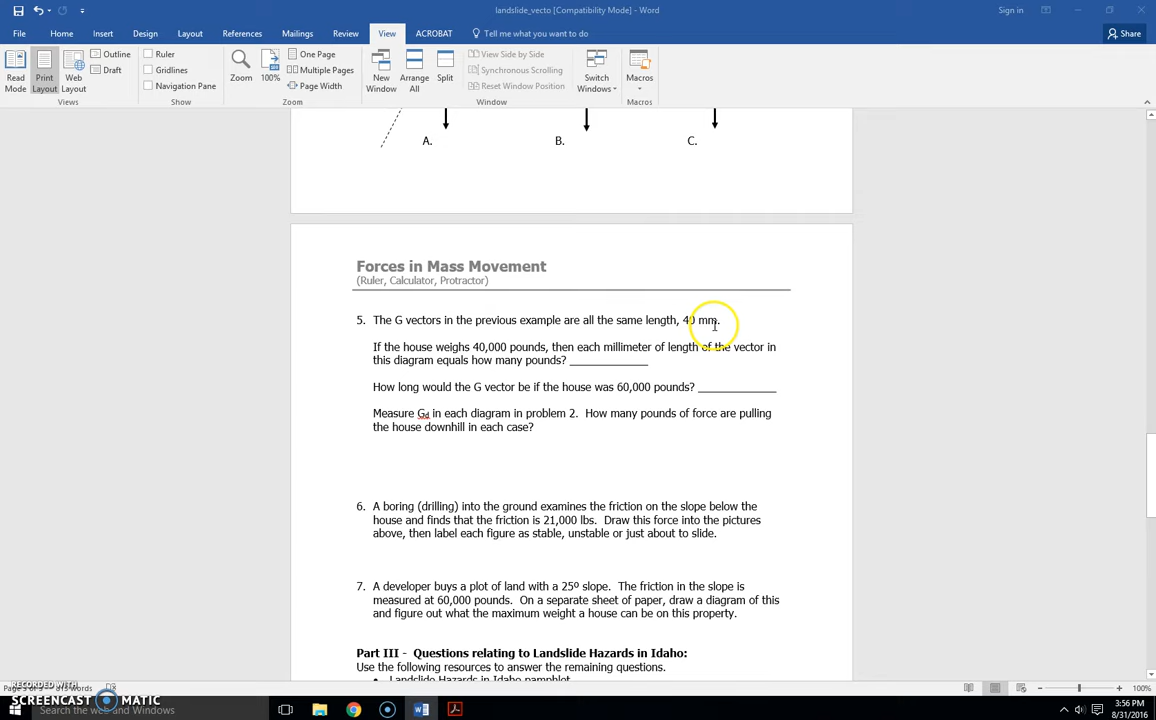 landslide_vecto [Compatibility Mode] - Word
Sign in
File Home Insert Design Layout References Mailings Review View ACROBAT Tell me what you want to do Share
Read Mode
Print Layout
Web Layout
Outline
Draft
Views
Ruler
Gridlines
Navigation Pane
Show
Zoom
100%
One Page
Multiple Pages
Page Width
Zoom
New Window
Arrange All
Split
View Side by Side
Synchronous Scrolling
Reset Window Position
Window
Switch Windows
Macros
Macros
A. B. C.
Forces in Mass Movement
(Ruler, Calculator, Protractor)
5. The G vectors in the previous example are all the same length, 40 mm.
If the house weighs 40,000 pounds, then each millimeter of length of the vector in
this diagram equals how many pounds? _____________
How long would the G vector be if the house was 60,000 pounds? _____________
Measure Gd in each diagram in problem 2. How many pounds of force are pulling
the house downhill in each case?
6. A boring (drilling) into the ground examines the friction on the slope below the
house and finds that the friction is 21,000 lbs. Draw this force into the pictures
above, then label each figure as stable, unstable or just about to slide.
7. A developer buys a plot of land with a 25º slope. The friction in the slope is
measured at 60,000 pounds. On a separate sheet of paper, draw a diagram of this
and figure out what the maximum weight a house can be on this property.
Part III - Questions relating to Landslide Hazards in Idaho:
Use the following resources to answer the remaining questions.
• Landslide Hazards in Idaho pamphlet
RECORDED WITH
SCREENCAST MATIC
words
100%
Search the web and Windows
3:56 PM
8/31/2016